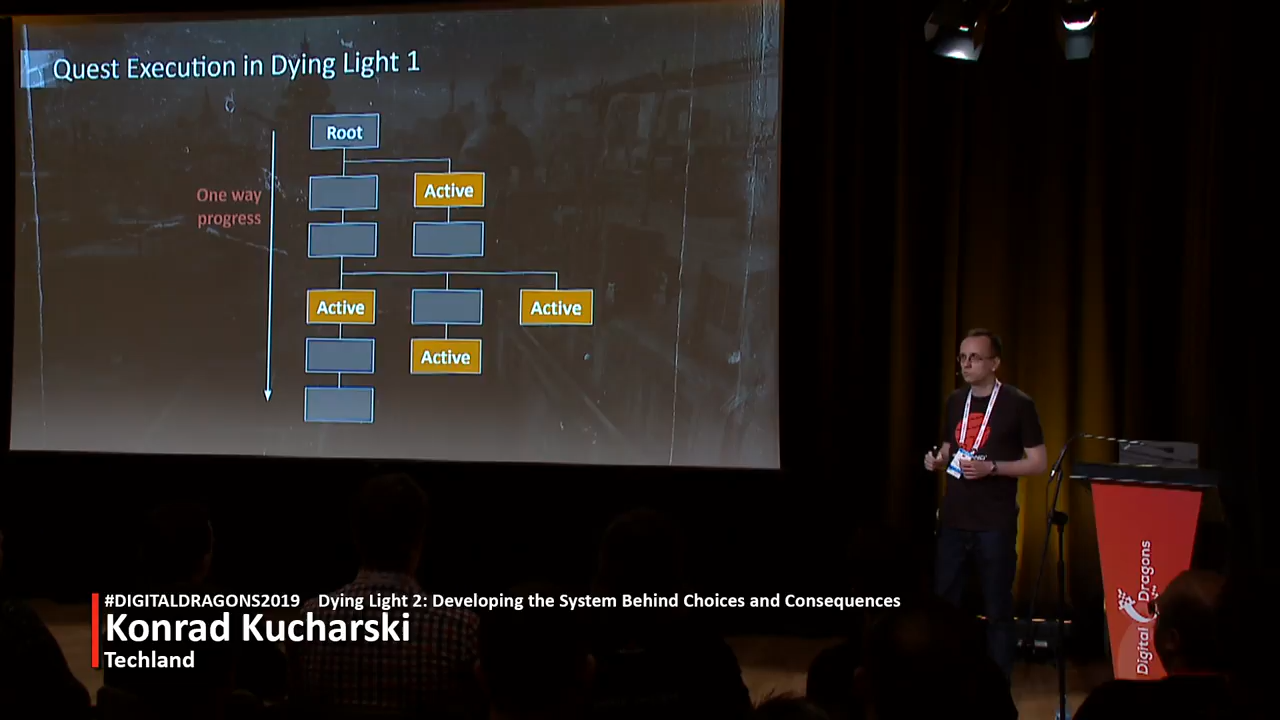 Quest Execution in Dying Light 1
Root
One way
progress
Active
Active
Active
Active
#DIGITALDRAGONS2019 Dying Light 2: Developing the System Behind Choices and Consequences
Konrad Kucharski
Techland
Digital Dragons